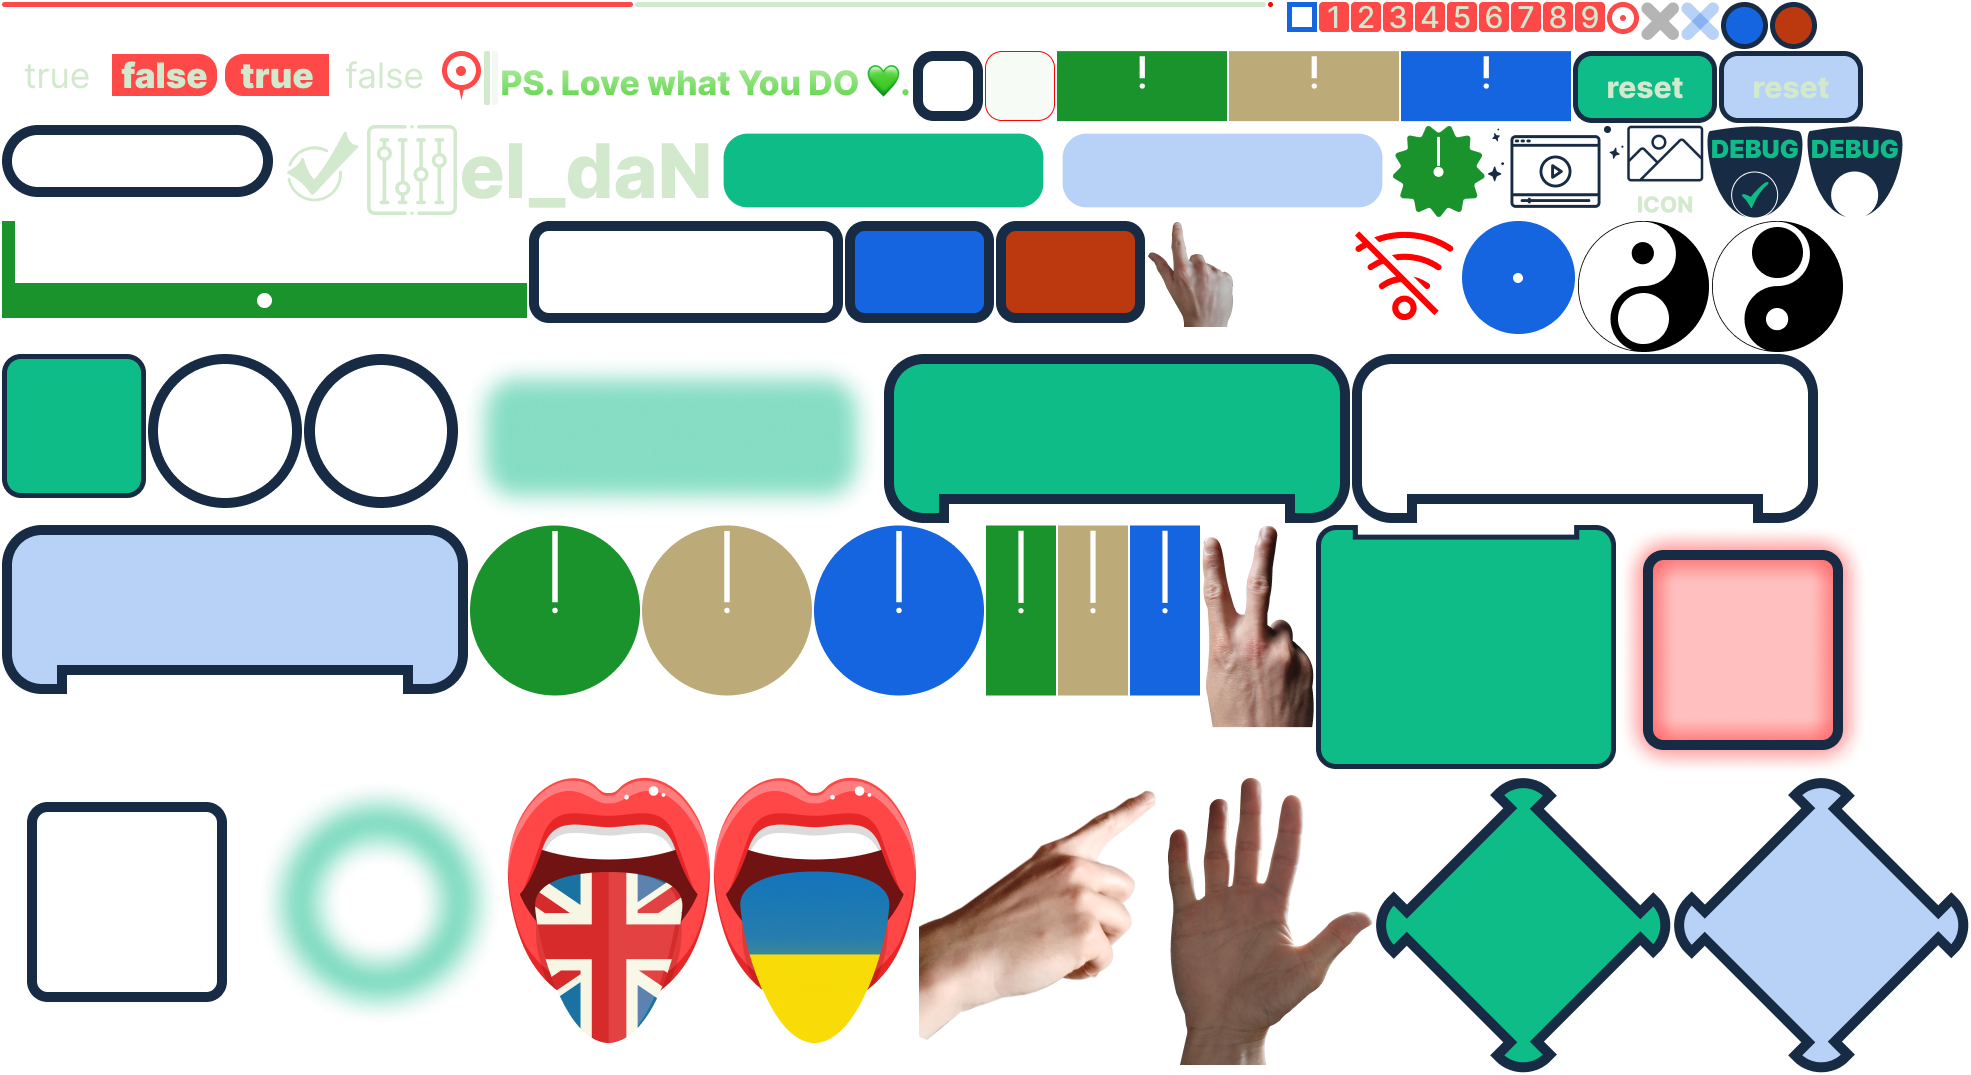 1 2 3 4 5 6 7 8 9
true false true false PS. Love what You DO 💚.
! ! ! reset reset
el_daN
DEBUG DEBUG
ICON